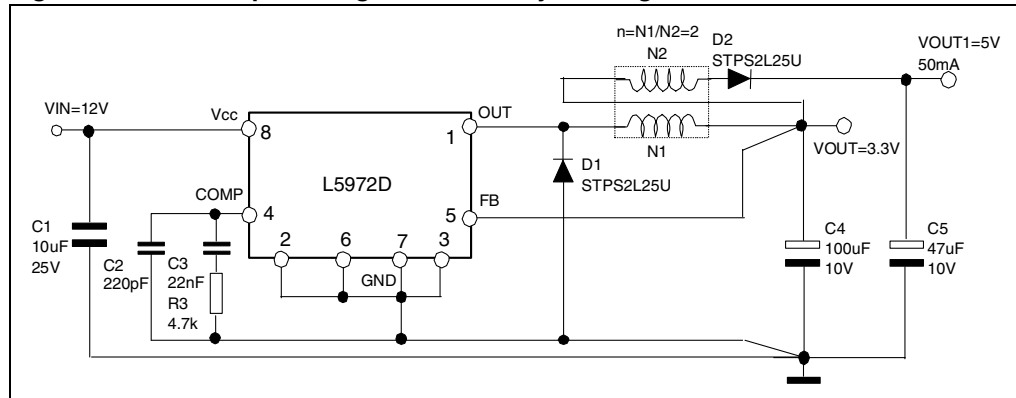 n=N1/N2=2
N2
D2
STPS2L25U
VOUT1=5V
50mA
VIN=12V
Vcc
8
OUT
1
N1
VOUT=3.3V
L5972D
D1
STPS2L25U
COMP
4
FB
5
C1
10uF
25V
C2
220pF
C3
22nF
R3
4.7k
2
6
7
3
GND
C4
100uF
10V
C5
47uF
10V